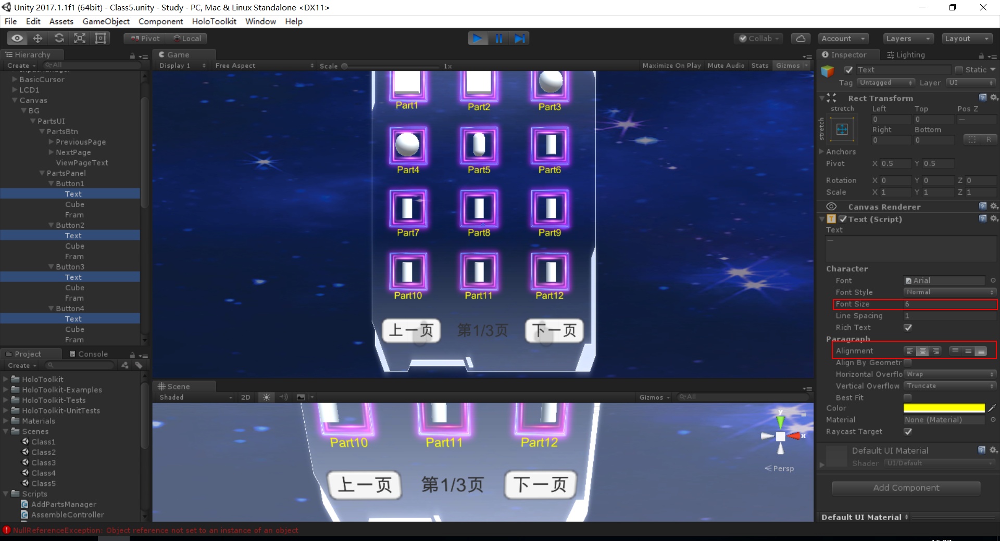 Unity 2017.1.1f1 (64bit) - Class5.unity - Study - PC, Mac & Linux Standalone <DX11>
File Edit Assets GameObject Component HoloToolkit Window Help
Pivot Local Collab Account Layers Layout
Hierarchy
Create All
BasicCursor
LCD1
Canvas
BG
PartsUI
PartsBtn
PreviousPage
NextPage
ViewPageText
PartsPanel
Button1
Text
Cube
Fram
Button2
Text
Cube
Fram
Button3
Text
Cube
Fram
Button4
Text
Cube
Fram
Project Console
Create
HoloToolkit
HoloToolkit-Examples
HoloToolkit-Tests
HoloToolkit-UnitTests
Materials
Scenes
Class1
Class2
Class3
Class4
Class5
Scripts
AddPartsManager
AssembleController
Game
Display 1 Free Aspect Scale 1x Maximize On Play Mute Audio Stats Gizmos
Part1 Part2 Part3
Part4 Part5 Part6
Part7 Part8 Part9
Part10 Part11 Part12
上一页 第1/3页 下一页
Scene
Shaded 2D Gizmos All
Part10 Part11 Part12
上一页 第1/3页 下一页
y
x
Persp
Inspector Lighting
Text Static
Tag Untagged Layer UI
Rect Transform
stretch Left Top Pos Z
stretch
0 0 —
Right Bottom
0 0 R
Anchors
Pivot X 0.5 Y 0.5
Rotation X 0 Y 0 Z 0
Scale X 1 Y 1 Z 1
Canvas Renderer
Text (Script)
Text
—
Character
Font Arial
Font Style Normal
Font Size 6
Line Spacing 1
Rich Text
Paragraph
Alignment
Align By Geometr
Horizontal Overflo Wrap
Vertical Overflow Truncate
Best Fit
Color
Material None (Material)
Raycast Target
Default UI Material
Shader UI/Default
Add Component
Default UI Material
NullReferenceException: Object reference not set to an instance of an object